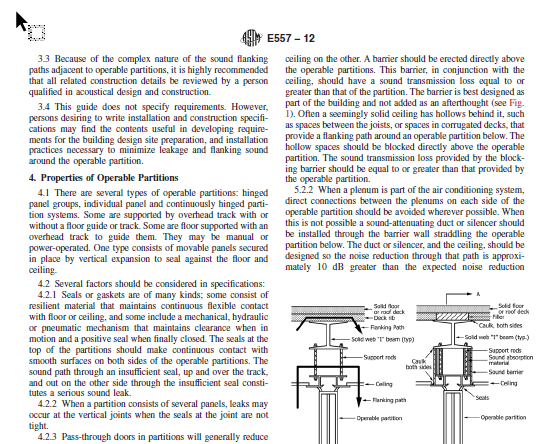 ASTM E557 – 12
3.3 Because of the complex nature of the sound flanking
paths adjacent to operable partitions, it is highly recommended
that all related construction details be reviewed by a person
qualified in acoustical design and construction.
3.4 This guide does not specify requirements. However,
persons desiring to write installation and construction specifi-
cations may find the contents useful in developing require-
ments for the building design site preparation, and installation
practices necessary to minimize leakage and flanking sound
around the operable partition.
4. Properties of Operable Partitions
4.1 There are several types of operable partitions: hinged
panel groups, individual panel and continuously hinged parti-
tion systems. Some are supported by overhead track with or
without a floor guide or track. Some are floor supported with an
overhead track to guide them. They may be manual or
power-operated. One type consists of movable panels secured
in place by vertical expansion to seal against the floor and
ceiling.
4.2 Several factors should be considered in specifications:
4.2.1 Seals or gaskets are of many kinds; some consist of
resilient material that maintains continuous flexible contact
with floor or ceiling, and some include a mechanical, hydraulic
or pneumatic mechanism that maintains clearance when in
motion and a positive seal when finally closed. The seals at the
top of the partitions should make continuous contact with
smooth surfaces on both sides of the operable partitions. The
sound path through an insufficient seal, up and over the track,
and out on the other side through the insufficient seal consti-
tutes a serious sound leak.
4.2.2 When a partition consists of several panels, leaks may
occur at the vertical joints when the seals at the joint are not
tight.
4.2.3 Pass-through doors in partitions will generally reduce
ceiling on the other. A barrier should be erected directly above
the operable partitions. This barrier, in conjunction with the
ceiling, should have a sound transmission loss equal to or
greater than that of the partition. The barrier is best designed as
part of the building and not added as an afterthought (see Fig.
1). Often a seemingly solid ceiling has hollows behind it, such
as spaces between the joists, or spaces in corrugated decks, that
provide a flanking path around an operable partition below. The
hollow spaces should be blocked directly above the operable
partition. The sound transmission loss provided by the block-
ing barrier should be equal to or greater than that provided by
the operable partition.
5.2.2 When a plenum is part of the air conditioning system,
direct connections between the plenums on each side of the
operable partition should be avoided wherever possible. When
this is not possible a sound-attenuating duct or silencer should
be installed through the barrier wall straddling the operable
partition below. The duct or silencer, and the ceiling, should be
designed so the noise reduction through that path is approxi-
mately 10 dB greater than the expected noise reduction
Solid floor
or roof deck
Deck rib
Flanking Path
Solid web "I" beam (typ)
Support rods
Ceiling
Flanking path
Operable partition
A
Solid floor
or roof deck
Filler
Caulk, both sides
Solid web "I" beam (typ.)
Caulk
both sides
Support rods
Sound absorption
material
Sound barrier
Ceiling
Seals
Operable partition